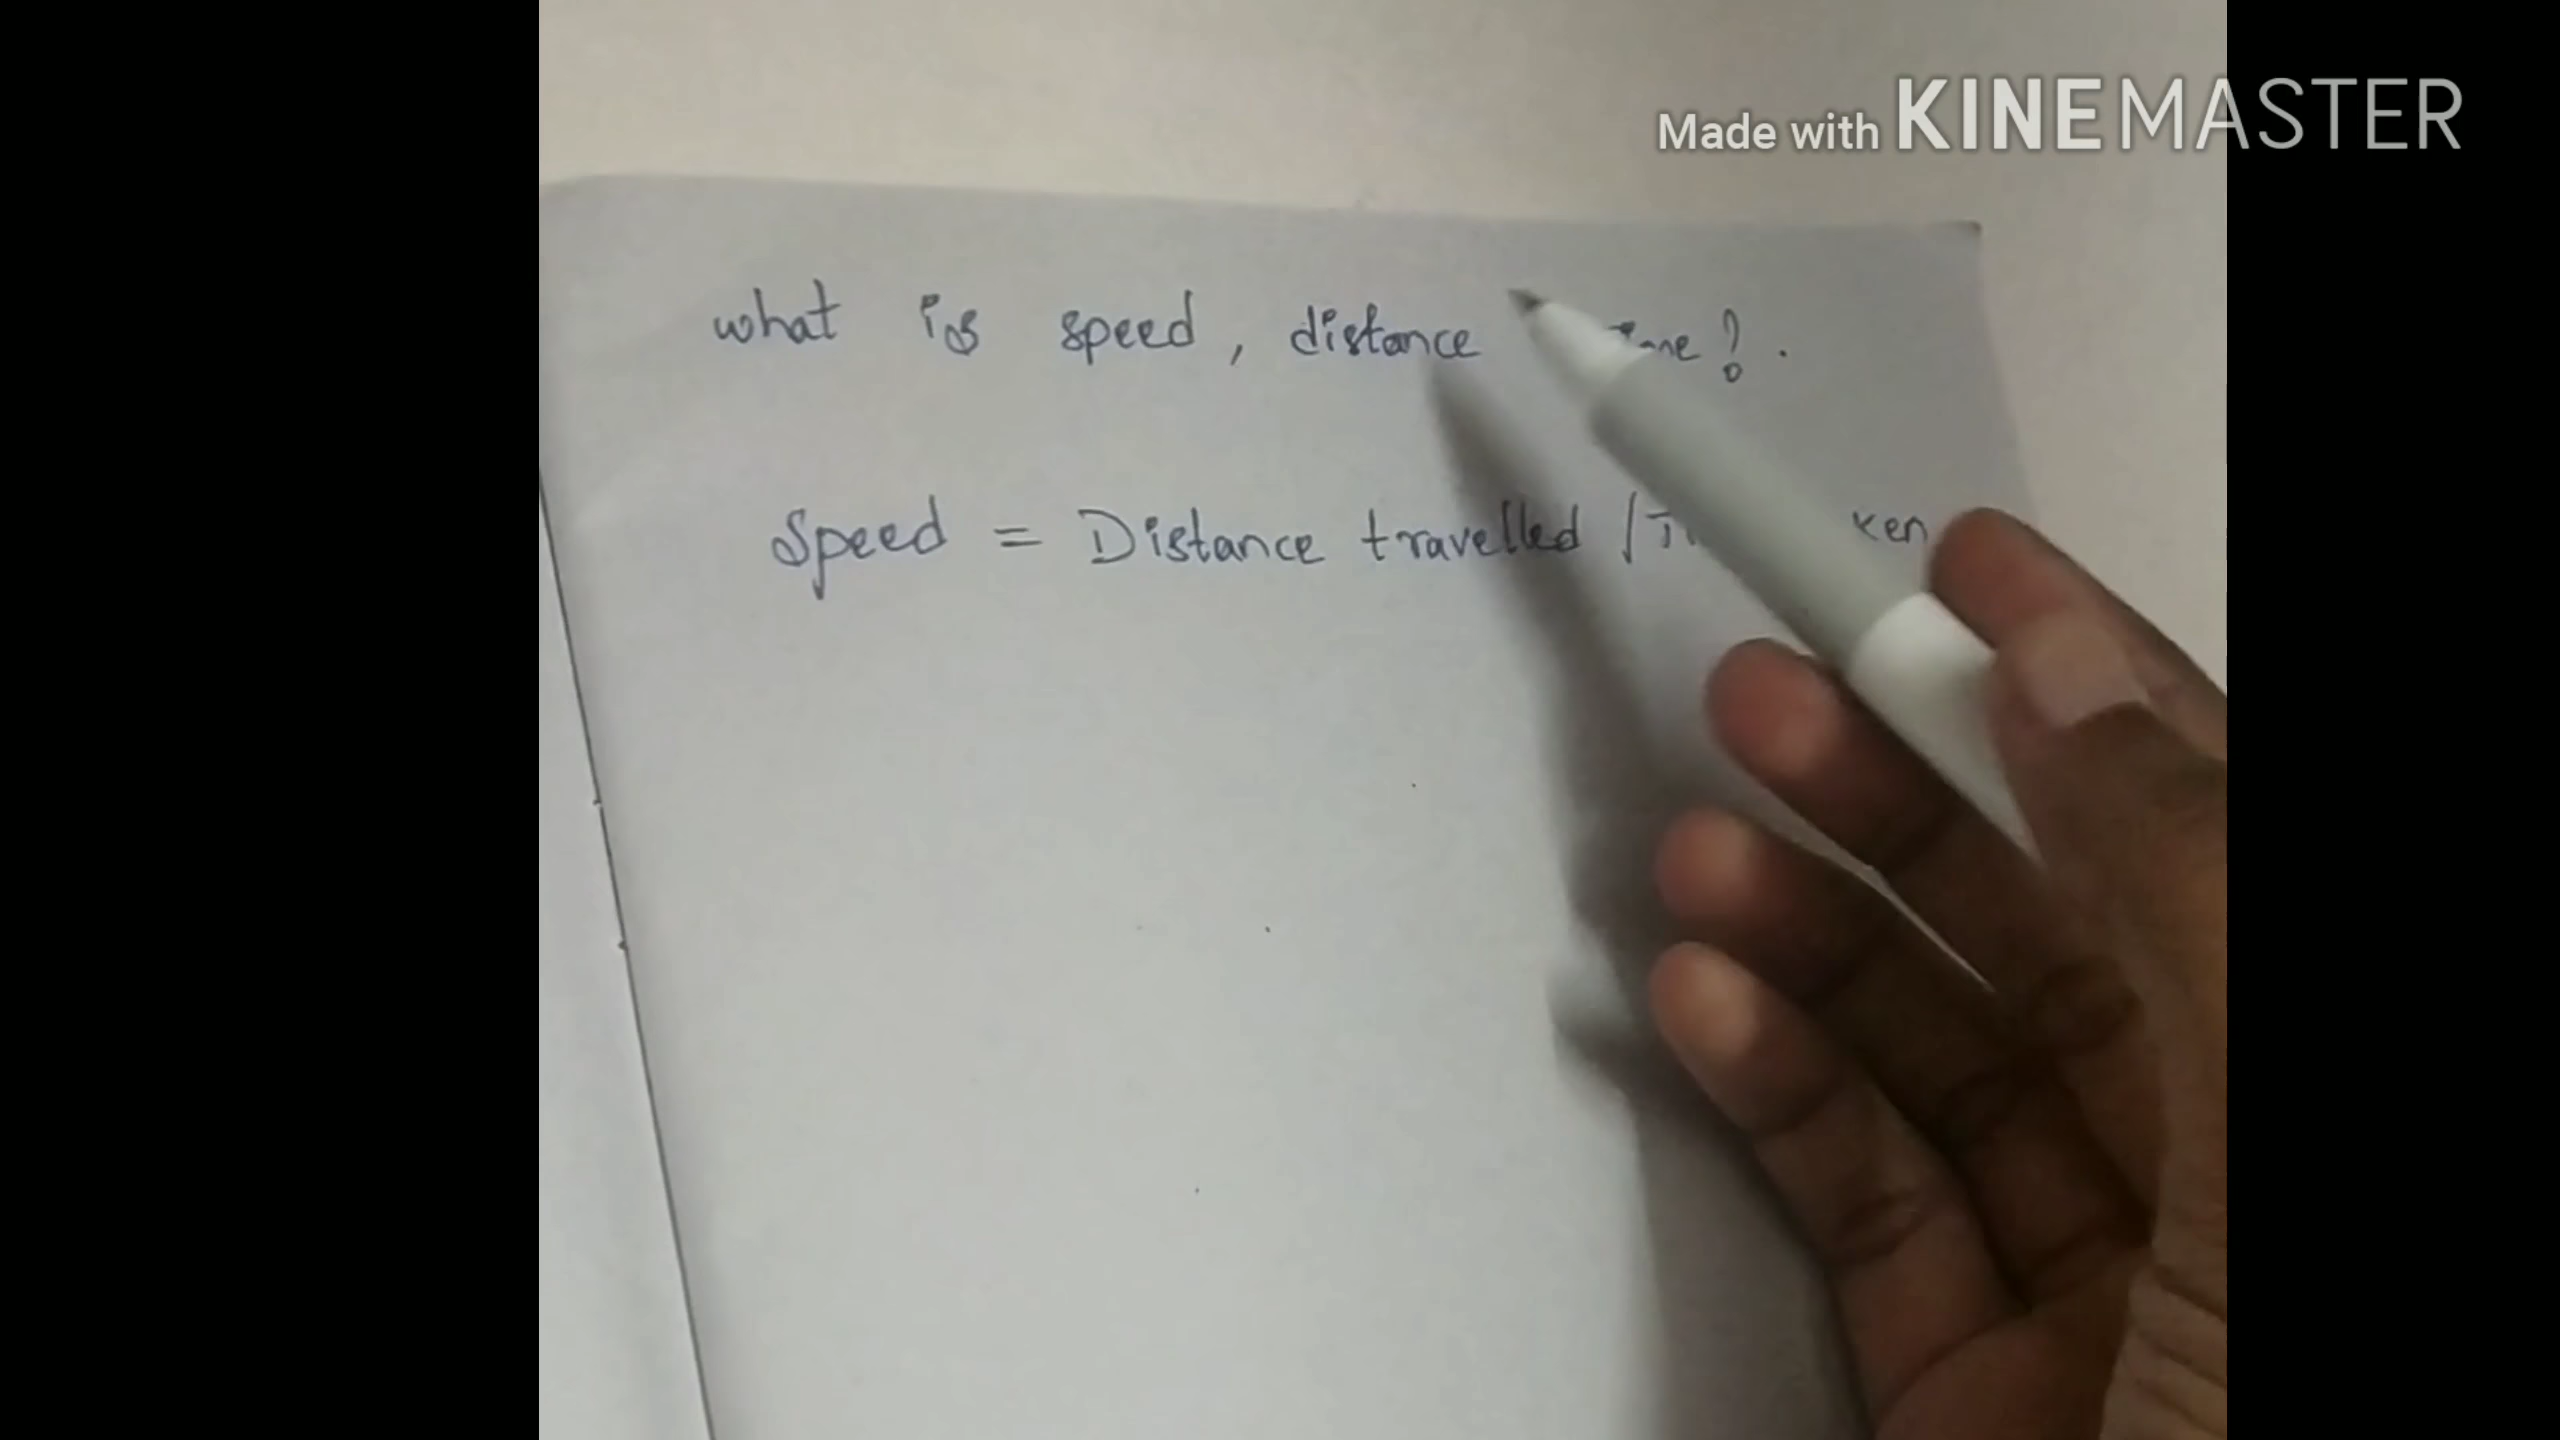 Made with KINEMASTER
what is speed, distance
Speed = Distance travelled /